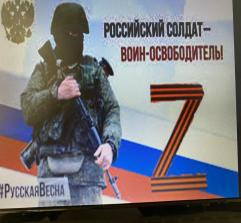 РОССИЙСКИЙ СОЛДАТ–
ВОИН-ОСВОБОДИТЕЛЬ!
Z
#РУССКАЯВЕСНА